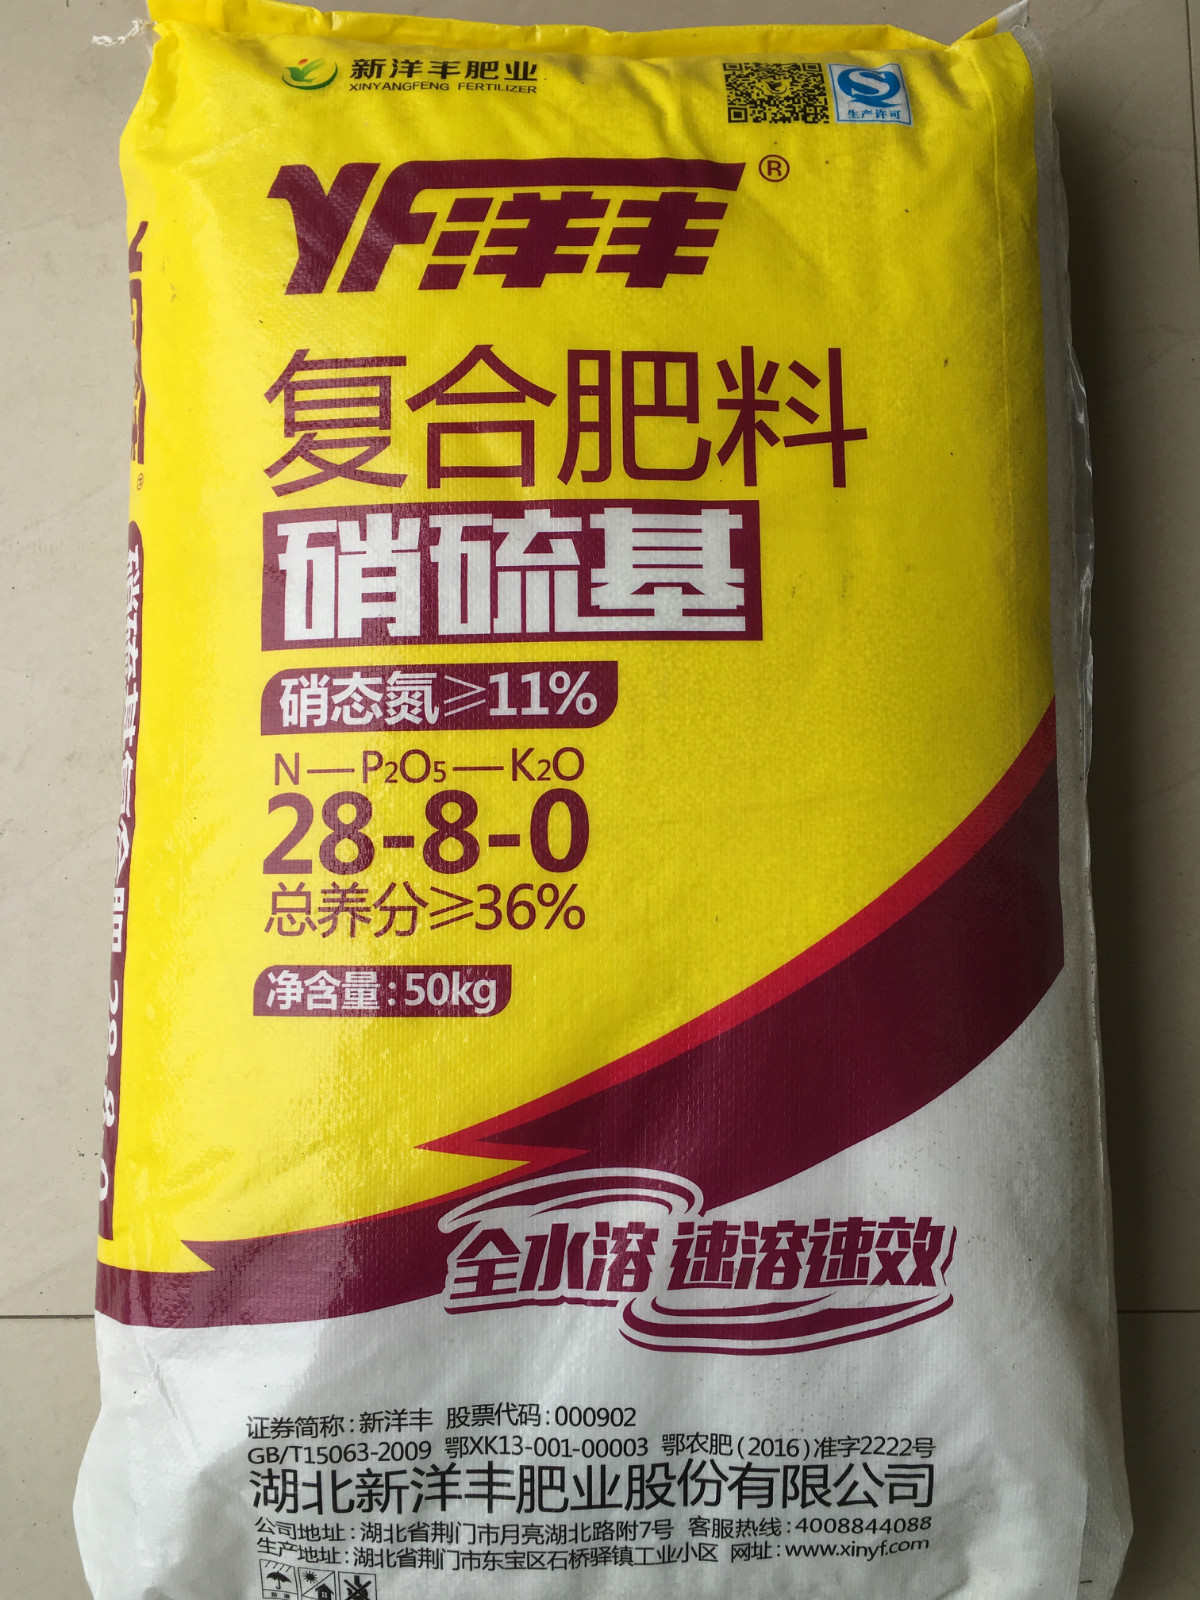 新洋丰肥业
XINYANGFENG FERTILIZER
生产许可
YF洋丰®
复合肥料
硝硫基
硝态氮≥11%
N—P2O5—K2O
28-8-0
总养分≥36%
净含量:50kg
全水溶 速溶速效
证券简称:新洋丰 股票代码:000902
GB/T15063-2009 鄂XK13-001-00003 鄂农肥(2016)准字2222号
湖北新洋丰肥业股份有限公司
公司地址:湖北省荆门市月亮湖北路附7号 客服热线:4008844088
生产地址:湖北省荆门市东宝区石桥驿镇工业小区 网址:www.xinyf.com